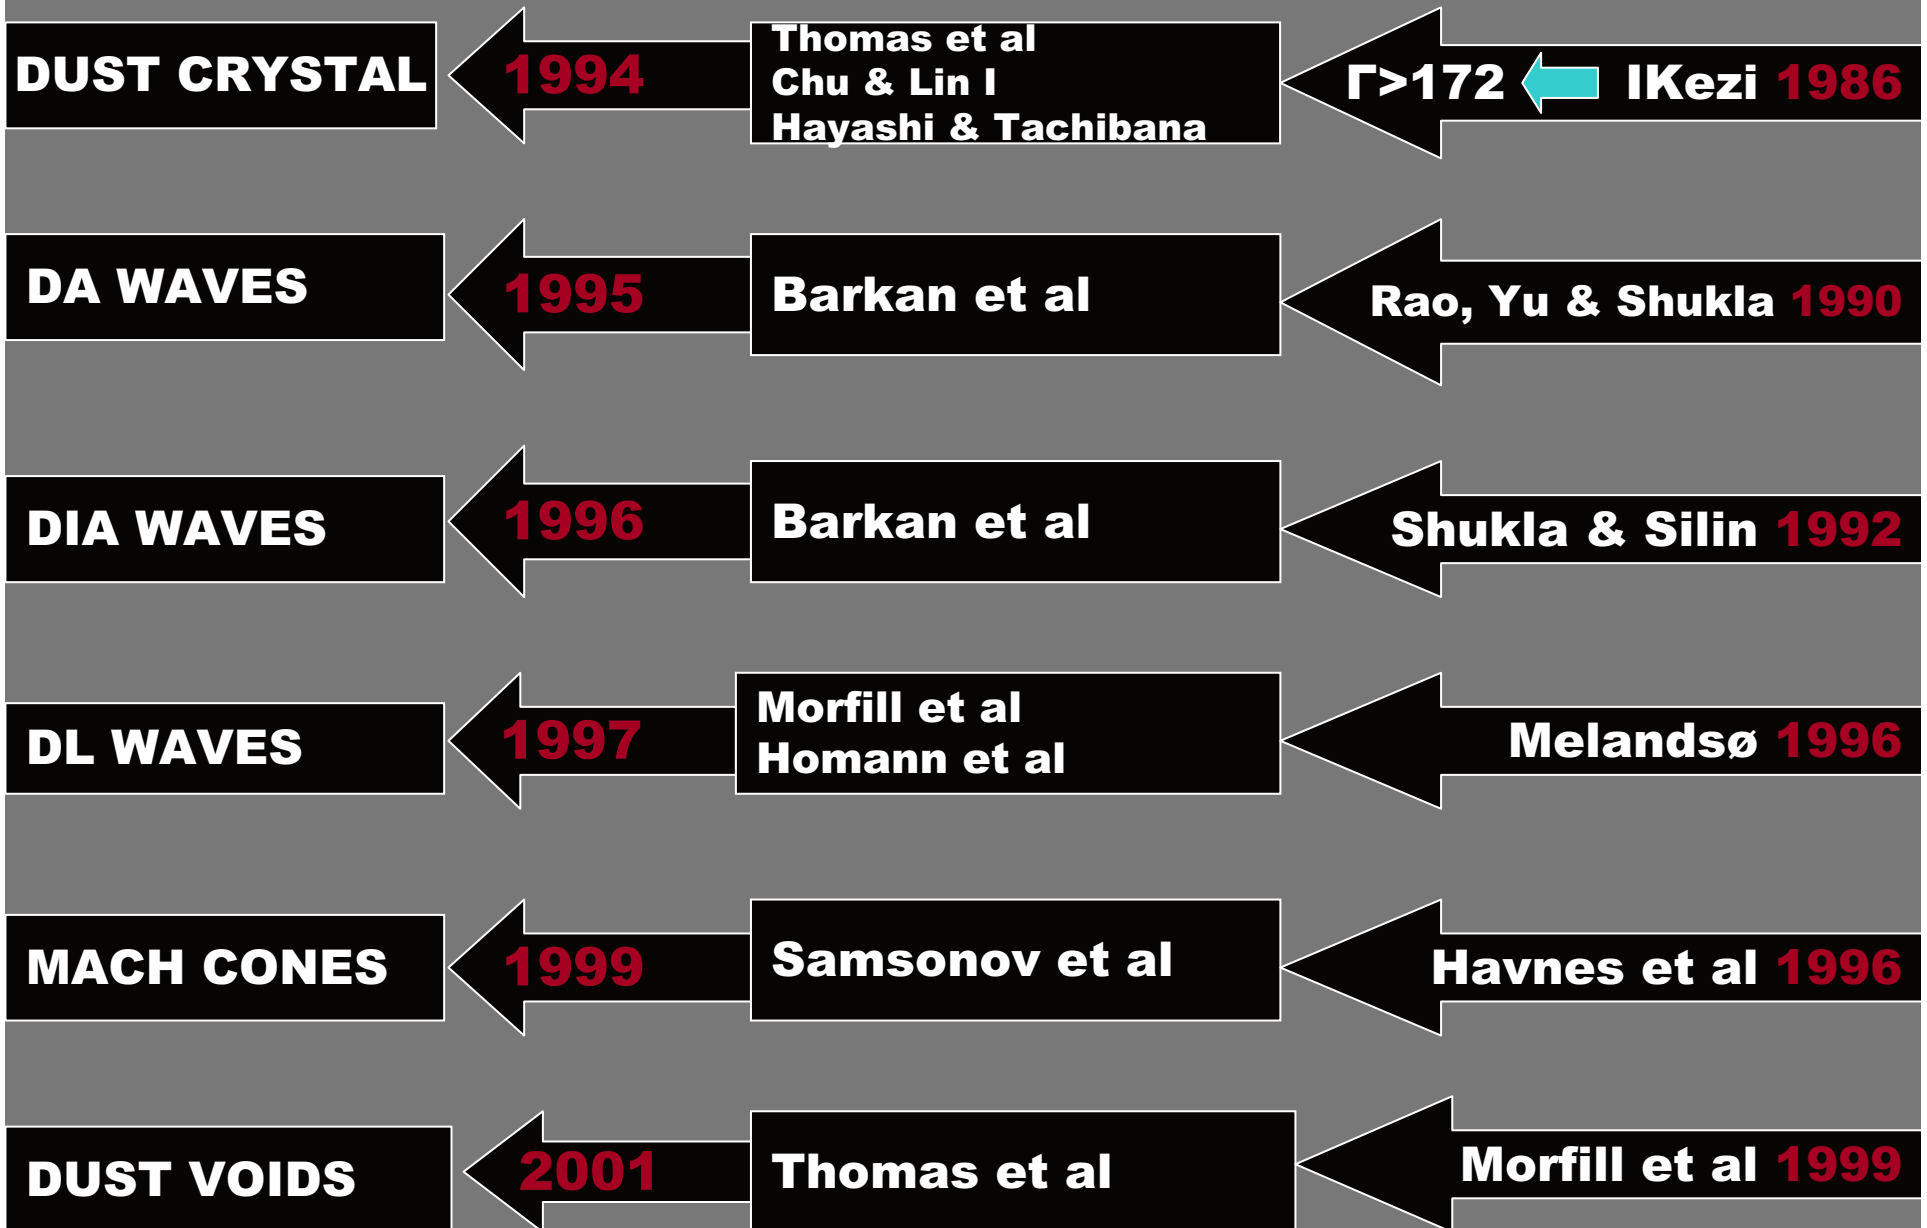 DUST CRYSTAL
1994
Thomas et al
Chu & Lin I
Hayashi & Tachibana
Γ>172
IKezi 1986
DA WAVES
1995
Barkan et al
Rao, Yu & Shukla 1990
DIA WAVES
1996
Barkan et al
Shukla & Silin 1992
DL WAVES
1997
Morfill et al
Homann et al
Melandsø 1996
MACH CONES
1999
Samsonov et al
Havnes et al 1996
DUST VOIDS
2001
Thomas et al
Morfill et al 1999